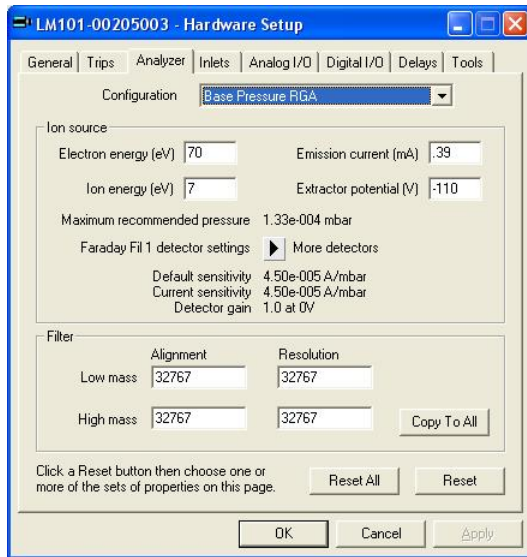 LM101-00205003 - Hardware Setup
General Trips Analyzer Inlets Analog I/O Digital I/O Delays Tools
Configuration Base Pressure RGA
Ion source
Electron energy (eV) 70 Emission current (mA) .39
Ion energy (eV) 7 Extractor potential (V) -110
Maximum recommended pressure 1.33e-004 mbar
Faraday Fil 1 detector settings More detectors
Default sensitivity 4.50e-005 A/mbar
Current sensitivity 4.50e-005 A/mbar
Detector gain 1.0 at 0V
Filter
Alignment Resolution
Low mass 32767 32767
High mass 32767 32767 Copy To All
Click a Reset button then choose one or
more of the sets of properties on this page. Reset All Reset
OK Cancel Apply